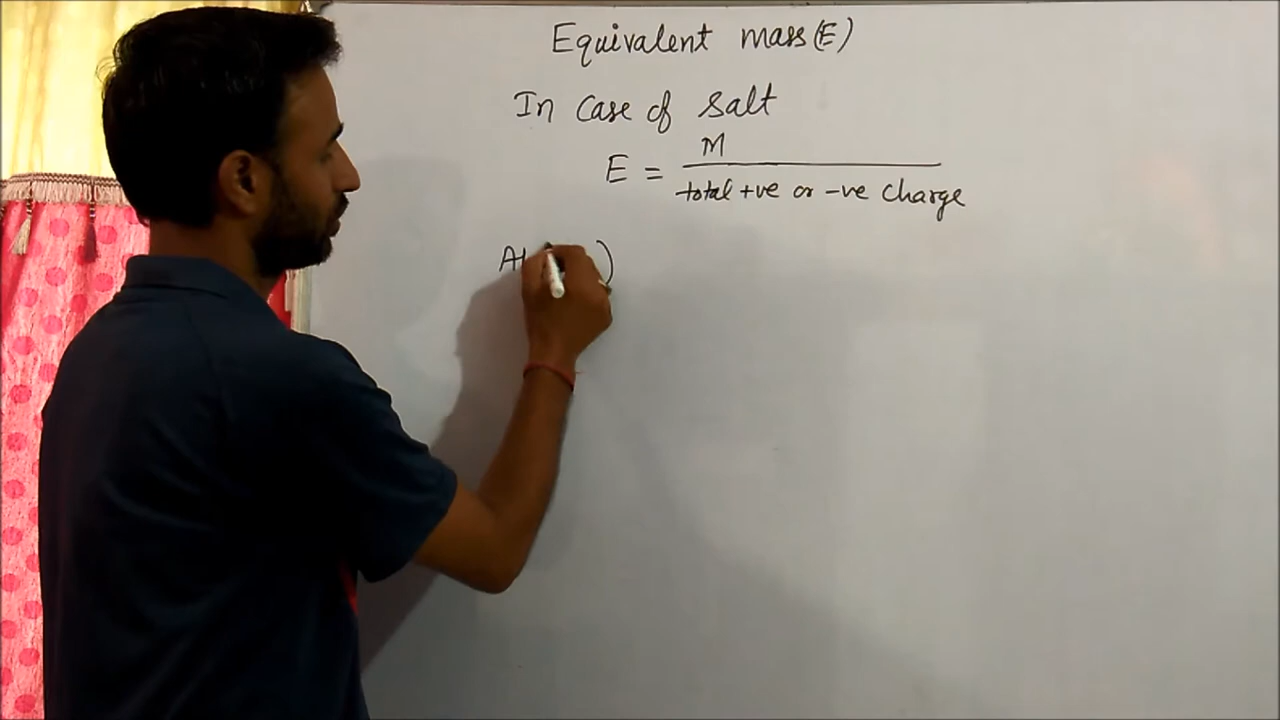 Equivalent mass (E)
In Case of Salt
E = M
total +ve or -ve charge
)